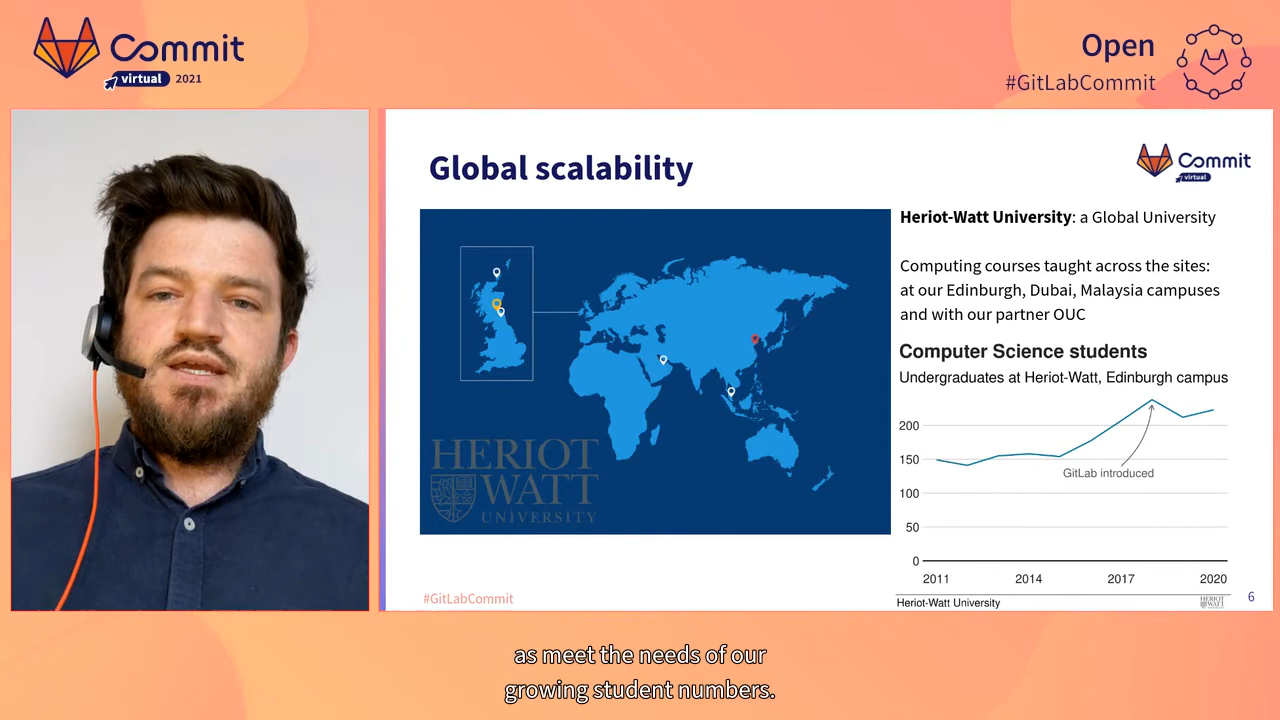 Commit
virtual 2021
Open
#GitLabCommit
Global scalability
Commit
virtual
Heriot-Watt University: a Global University
Computing courses taught across the sites:
at our Edinburgh, Dubai, Malaysia campuses
and with our partner OUC
HERIOT
WATT
UNIVERSITY
Computer Science students
Undergraduates at Heriot-Watt, Edinburgh campus
200
150
GitLab introduced
100
50
0
2011 2014 2017 2020
Heriot-Watt University
HERIOT
WATT
#GitLabCommit
6
as meet the needs of our
growing student numbers.